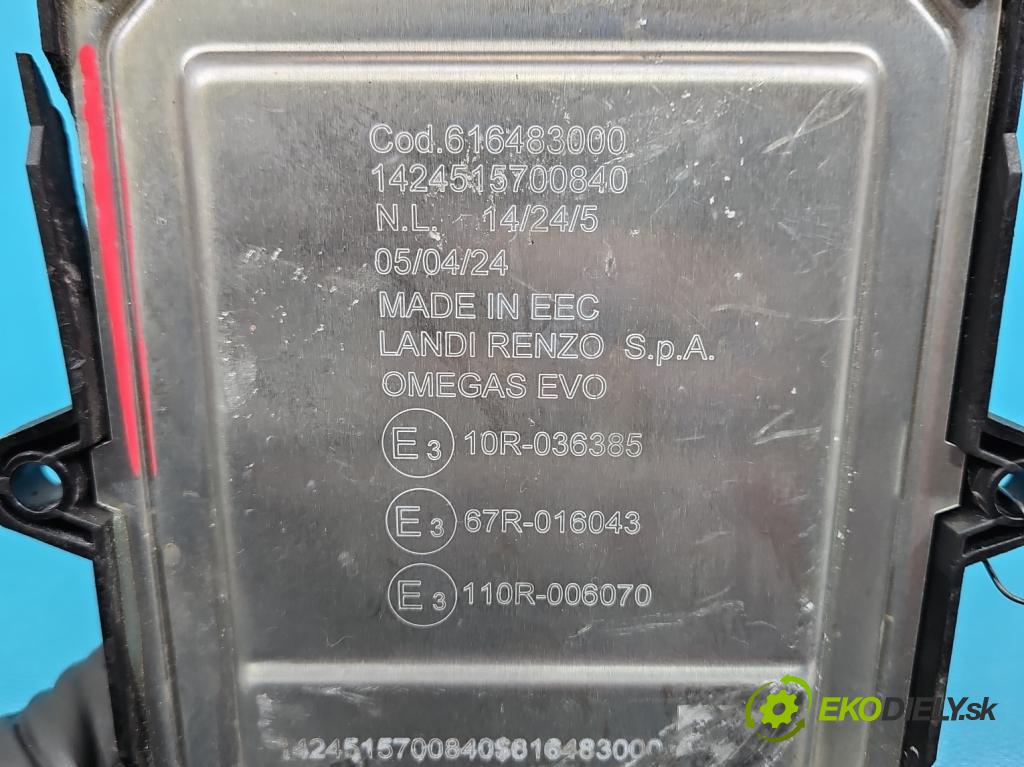 Cod.616483000
1424515700840
N.L. 14/24/5
05/04/24
MADE IN EEC
LANDI RENZO S.p.A.
OMEGAS EVO
E3 10R-036385
E3 67R-016043
E3 110R-006070
1424515700840S616483000
EKODIELY.sk